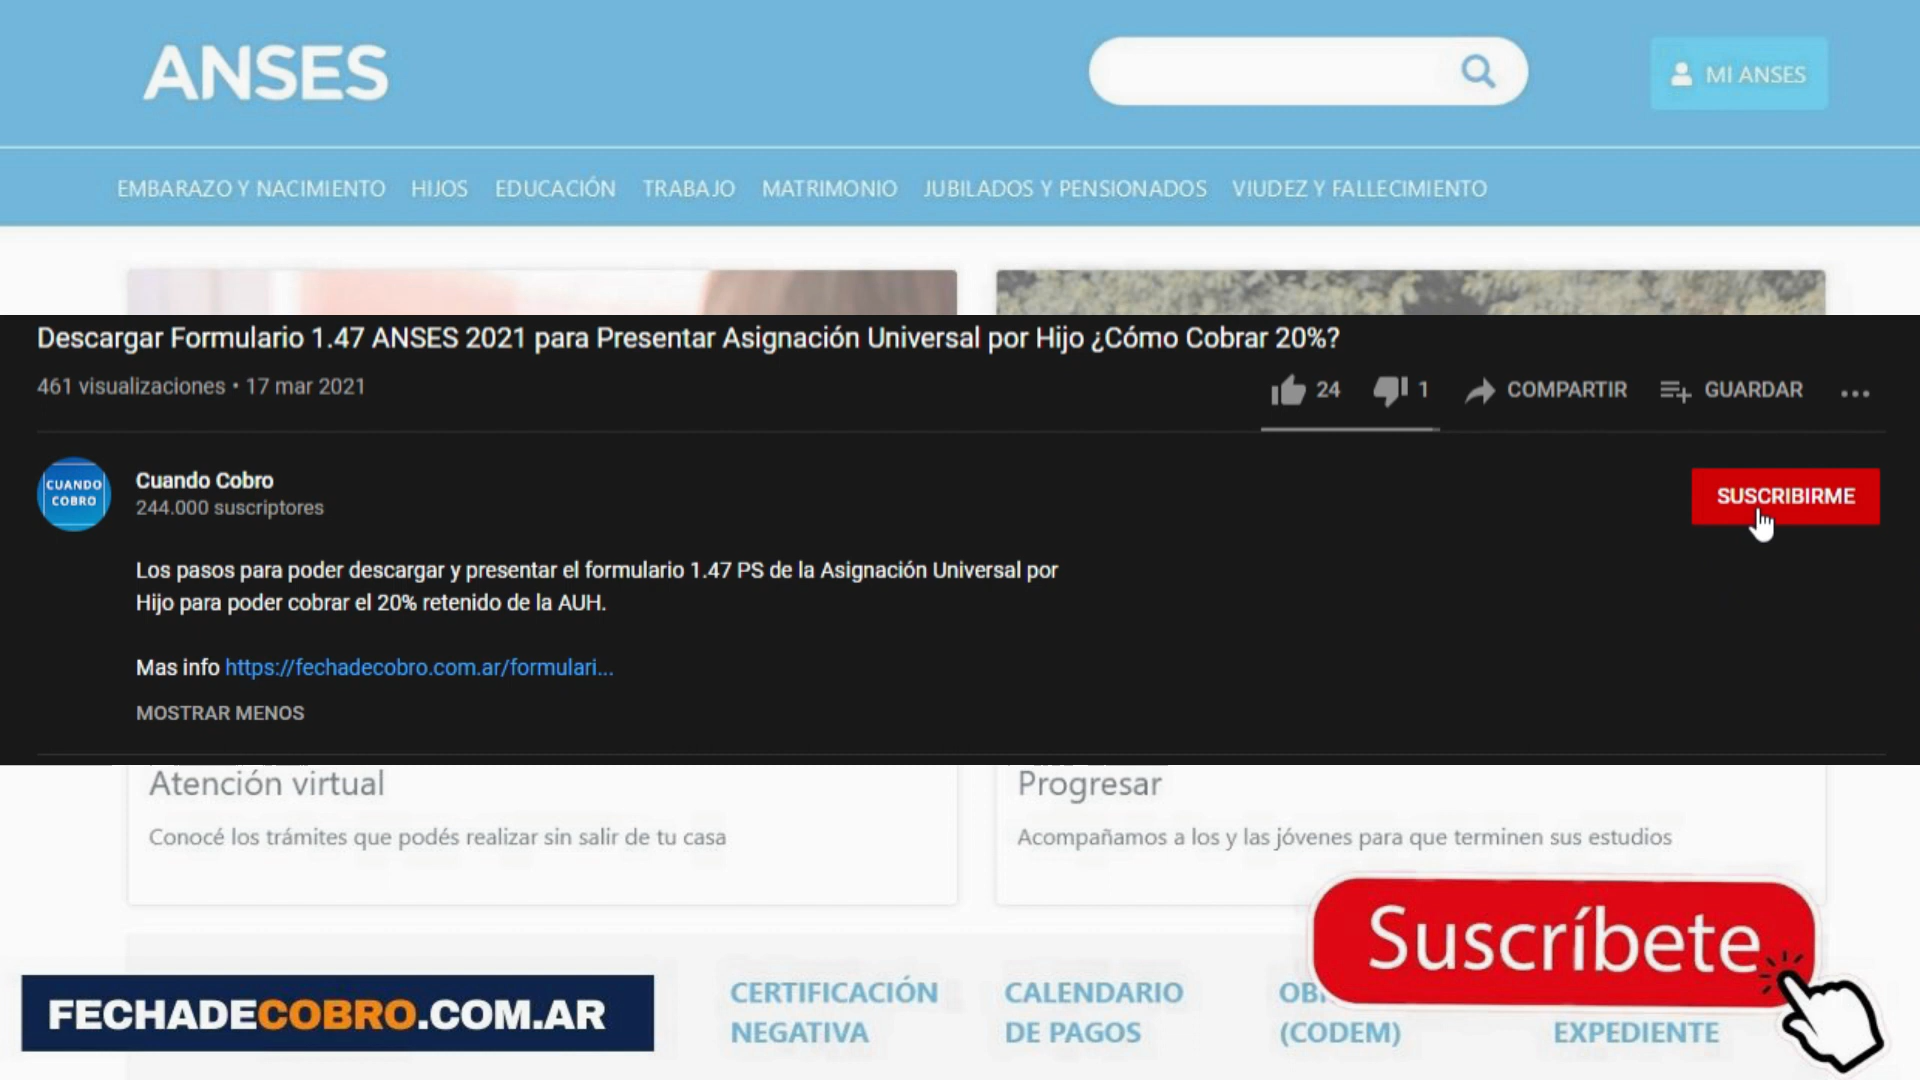 ANSES
MI ANSES
EMBARAZO Y NACIMIENTO HIJOS EDUCACIÓN TRABAJO MATRIMONIO JUBILADOS Y PENSIONADOS VIUDEZ Y FALLECIMIENTO
Descargar Formulario 1.47 ANSES 2021 para Presentar Asignación Universal por Hijo ¿Cómo Cobrar 20%?
461 visualizaciones • 17 mar 2021
24 1 COMPARTIR GUARDAR ...
CUANDO
COBRO
Cuando Cobro
244.000 suscriptores
SUSCRIBIRME
Los pasos para poder descargar y presentar el formulario 1.47 PS de la Asignación Universal por
Hijo para poder cobrar el 20% retenido de la AUH.
Mas info https://fechadecobro.com.ar/formulari...
MOSTRAR MENOS
Atención virtual
Conocé los trámites que podés realizar sin salir de tu casa
Progresar
Acompañamos a los y las jóvenes para que terminen sus estudios
Suscríbete
FECHADECOBRO.COM.AR
CERTIFICACIÓN
NEGATIVA
CALENDARIO
DE PAGOS
(CODEM)
EXPEDIENTE